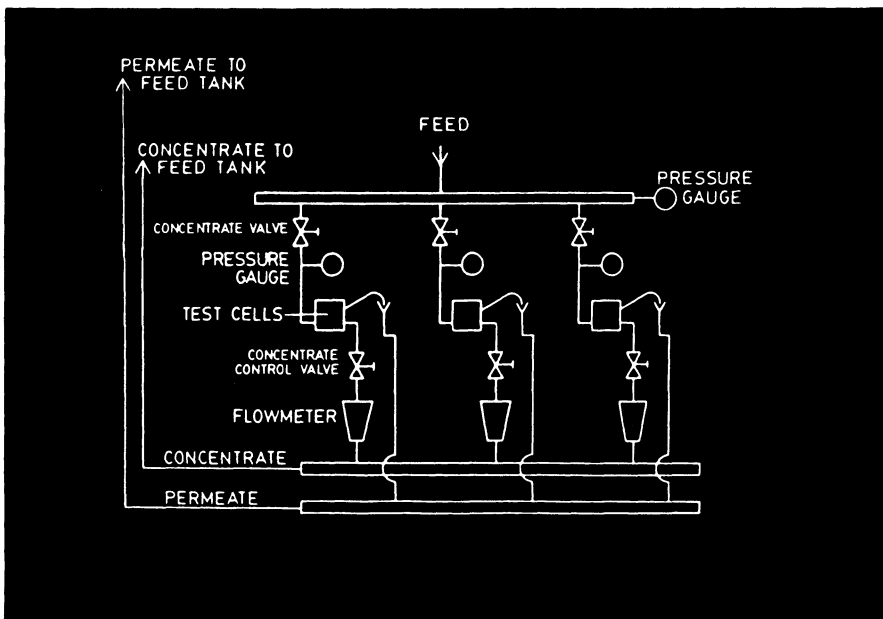 PERMEATE TO
FEED TANK
CONCENTRATE TO
FEED TANK
FEED
PRESSURE
GAUGE
CONCENTRATE VALVE
PRESSURE
GAUGE
TEST CELLS
CONCENTRATE
CONTROL VALVE
FLOWMETER
CONCENTRATE
PERMEATE